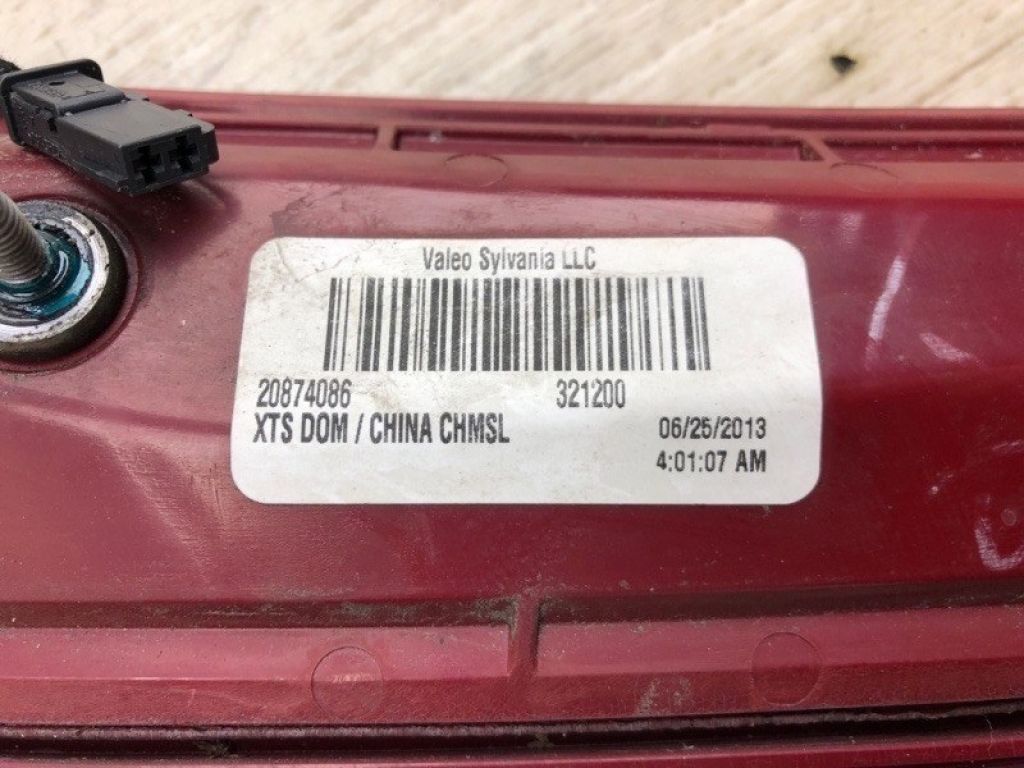 Valeo Sylvania LLC
20874086 321200
XTS DOM / CHINA CHMSL 06/25/2013
4:01:07 AM